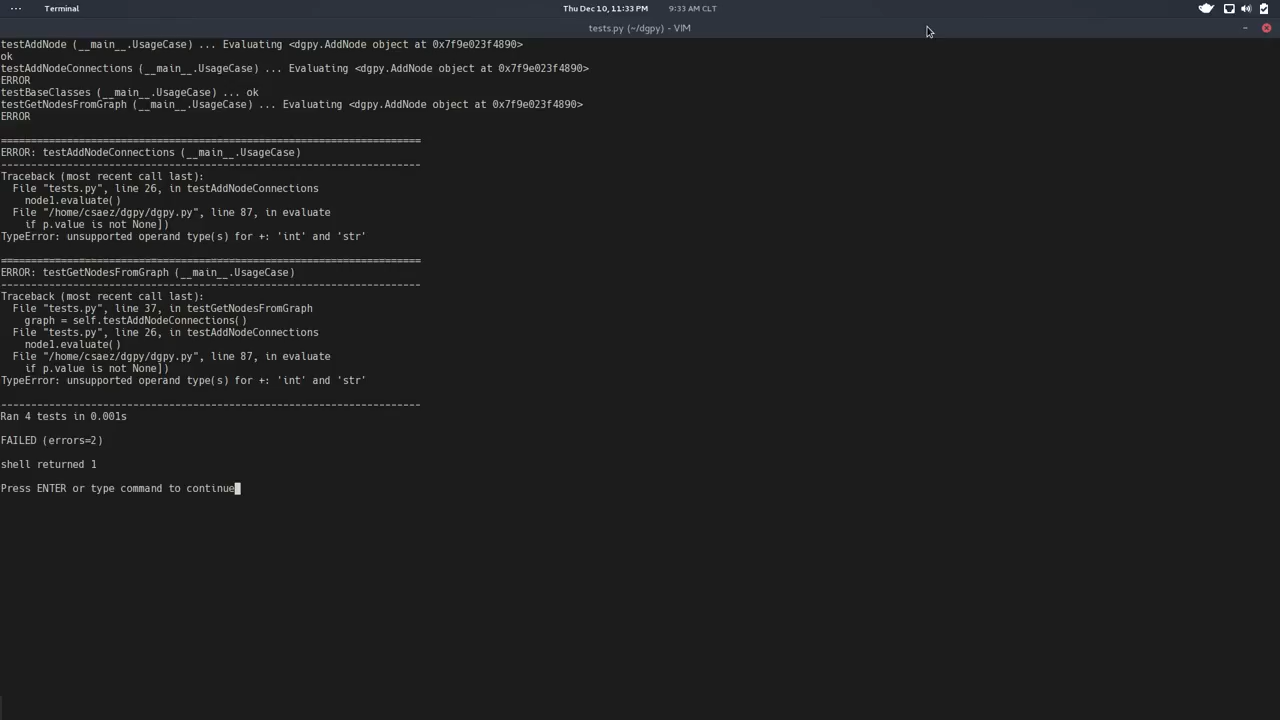 ··· Terminal Thu Dec 10, 11:33 PM 9:33 AM CLT
tests.py (~/dgpy) - VIM
testAddNode (__main__.UsageCase) ... Evaluating <dgpy.AddNode object at 0x7f9e023f4890>
ok
testAddNodeConnections (__main__.UsageCase) ... Evaluating <dgpy.AddNode object at 0x7f9e023f4890>
ERROR
testBaseClasses (__main__.UsageCase) ... ok
testGetNodesFromGraph (__main__.UsageCase) ... Evaluating <dgpy.AddNode object at 0x7f9e023f4890>
ERROR
======================================================================
ERROR: testAddNodeConnections (__main__.UsageCase)
----------------------------------------------------------------------
Traceback (most recent call last):
  File "tests.py", line 26, in testAddNodeConnections
    node1.evaluate()
  File "/home/csaez/dgpy/dgpy.py", line 87, in evaluate
    if p.value is not None])
TypeError: unsupported operand type(s) for +: 'int' and 'str'
======================================================================
ERROR: testGetNodesFromGraph (__main__.UsageCase)
----------------------------------------------------------------------
Traceback (most recent call last):
  File "tests.py", line 37, in testGetNodesFromGraph
    graph = self.testAddNodeConnections()
  File "tests.py", line 26, in testAddNodeConnections
    node1.evaluate()
  File "/home/csaez/dgpy/dgpy.py", line 87, in evaluate
    if p.value is not None])
TypeError: unsupported operand type(s) for +: 'int' and 'str'
----------------------------------------------------------------------
Ran 4 tests in 0.001s
FAILED (errors=2)
shell returned 1
Press ENTER or type command to continue